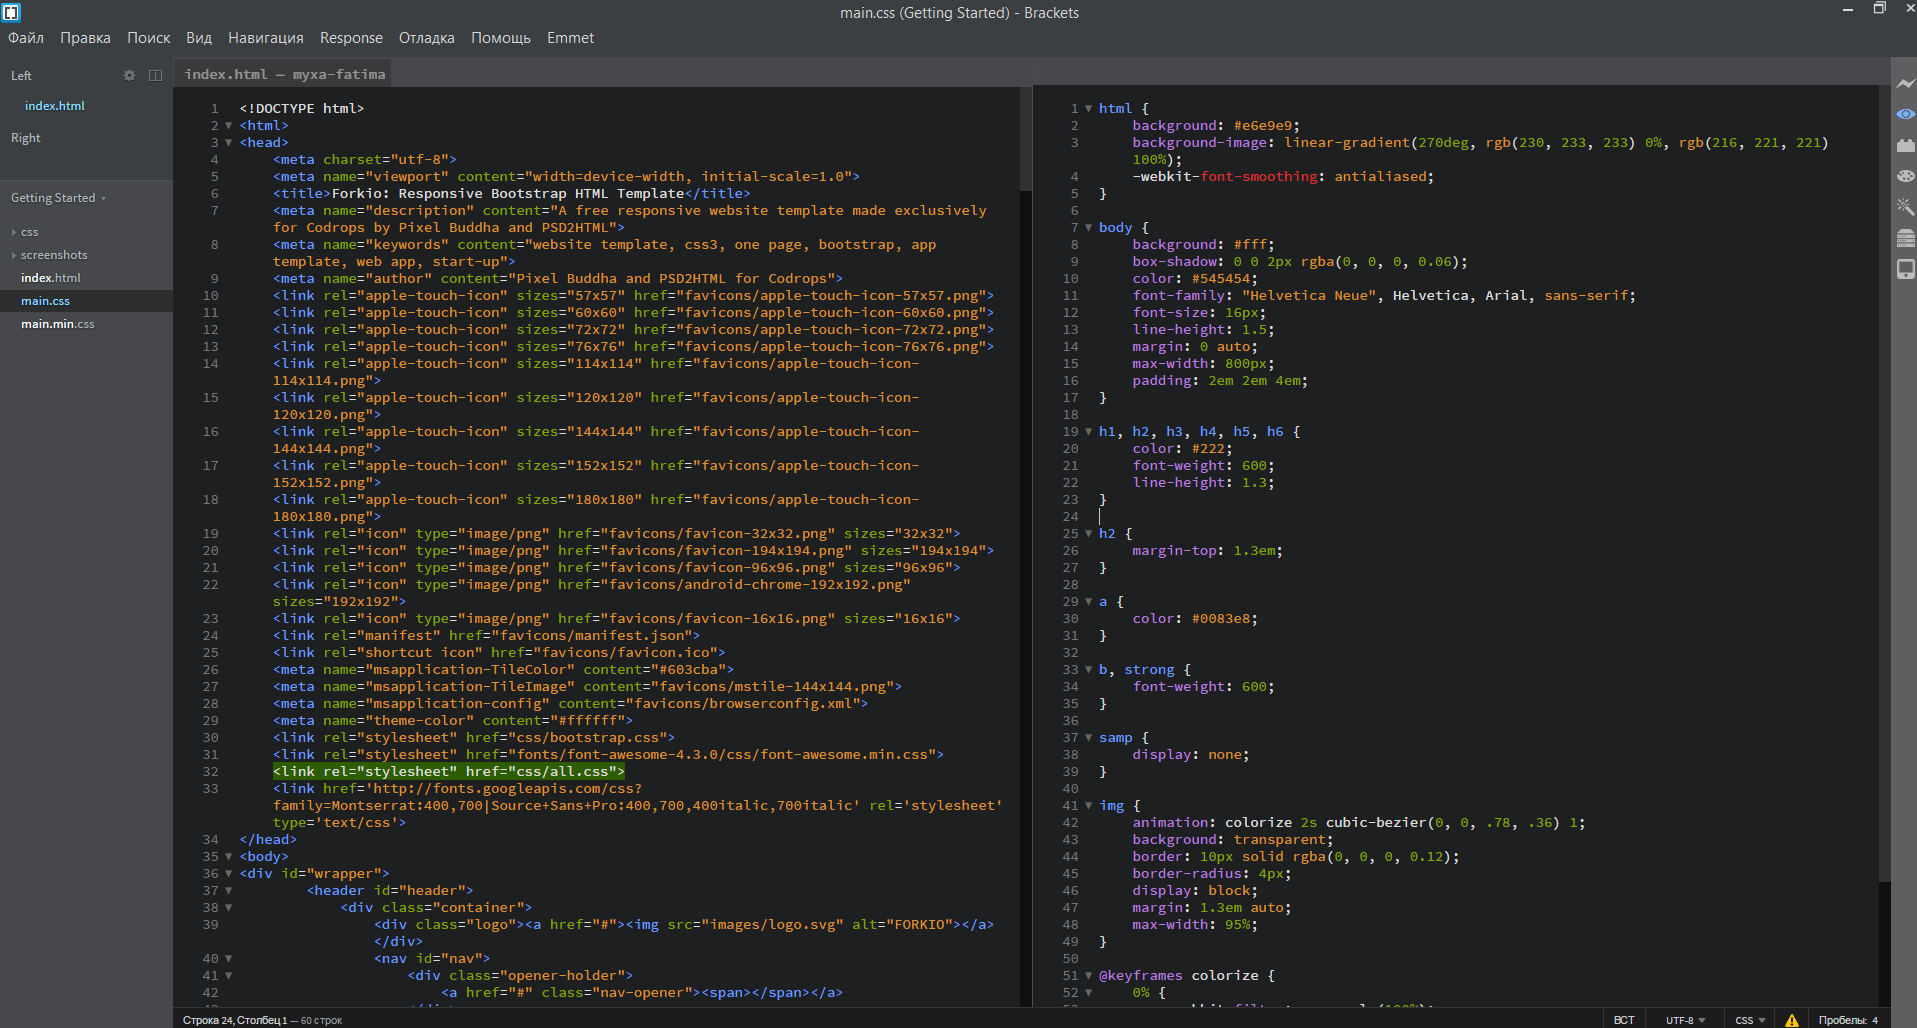 main.css (Getting Started) - Brackets
Файл Правка Поиск Вид Навигация Response Отладка Помощь Emmet
Left
index.html
Right
Getting Started
css
screenshots
index.html
main.css
main.min.css
index.html — myxa-fatima
1 <!DOCTYPE html>
2 <html>
3 <head>
4 <meta charset="utf-8">
5 <meta name="viewport" content="width=device-width, initial-scale=1.0">
6 <title>Forkio: Responsive Bootstrap HTML Template</title>
7 <meta name="description" content="A free responsive website template made exclusively
for Codrops by Pixel Buddha and PSD2HTML">
8 <meta name="keywords" content="website template, css3, one page, bootstrap, app
template, web app, start-up">
9 <meta name="author" content="Pixel Buddha and PSD2HTML for Codrops">
10 <link rel="apple-touch-icon" sizes="57x57" href="favicons/apple-touch-icon-57x57.png">
11 <link rel="apple-touch-icon" sizes="60x60" href="favicons/apple-touch-icon-60x60.png">
12 <link rel="apple-touch-icon" sizes="72x72" href="favicons/apple-touch-icon-72x72.png">
13 <link rel="apple-touch-icon" sizes="76x76" href="favicons/apple-touch-icon-76x76.png">
14 <link rel="apple-touch-icon" sizes="114x114" href="favicons/apple-touch-icon-
114x114.png">
15 <link rel="apple-touch-icon" sizes="120x120" href="favicons/apple-touch-icon-
120x120.png">
16 <link rel="apple-touch-icon" sizes="144x144" href="favicons/apple-touch-icon-
144x144.png">
17 <link rel="apple-touch-icon" sizes="152x152" href="favicons/apple-touch-icon-
152x152.png">
18 <link rel="apple-touch-icon" sizes="180x180" href="favicons/apple-touch-icon-
180x180.png">
19 <link rel="icon" type="image/png" href="favicons/favicon-32x32.png" sizes="32x32">
20 <link rel="icon" type="image/png" href="favicons/favicon-194x194.png" sizes="194x194">
21 <link rel="icon" type="image/png" href="favicons/favicon-96x96.png" sizes="96x96">
22 <link rel="icon" type="image/png" href="favicons/android-chrome-192x192.png"
sizes="192x192">
23 <link rel="icon" type="image/png" href="favicons/favicon-16x16.png" sizes="16x16">
24 <link rel="manifest" href="favicons/manifest.json">
25 <link rel="shortcut icon" href="favicons/favicon.ico">
26 <meta name="msapplication-TileColor" content="#603cba">
27 <meta name="msapplication-TileImage" content="favicons/mstile-144x144.png">
28 <meta name="msapplication-config" content="favicons/browserconfig.xml">
29 <meta name="theme-color" content="#ffffff">
30 <link rel="stylesheet" href="css/bootstrap.css">
31 <link rel="stylesheet" href="fonts/font-awesome-4.3.0/css/font-awesome.min.css">
32 <link rel="stylesheet" href="css/all.css">
33 <link href='http://fonts.googleapis.com/css?
family=Montserrat:400,700|Source+Sans+Pro:400,700,400italic,700italic' rel='stylesheet'
type='text/css'>
34 </head>
35 <body>
36 <div id="wrapper">
37 <header id="header">
38 <div class="container">
39 <div class="logo"><a href="#"><img src="images/logo.svg" alt="FORKIO"></a>
</div>
40 <nav id="nav">
41 <div class="opener-holder">
42 <a href="#" class="nav-opener"><span></span></a>
1 html {
2 background: #e6e9e9;
3 background-image: linear-gradient(270deg, rgb(230, 233, 233) 0%, rgb(216, 221, 221)
100%);
4 -webkit-font-smoothing: antialiased;
5 }
6
7 body {
8 background: #fff;
9 box-shadow: 0 0 2px rgba(0, 0, 0, 0.06);
10 color: #545454;
11 font-family: "Helvetica Neue", Helvetica, Arial, sans-serif;
12 font-size: 16px;
13 line-height: 1.5;
14 margin: 0 auto;
15 max-width: 800px;
16 padding: 2em 2em 4em;
17 }
18
19 h1, h2, h3, h4, h5, h6 {
20 color: #222;
21 font-weight: 600;
22 line-height: 1.3;
23 }
24
25 h2 {
26 margin-top: 1.3em;
27 }
28
29 a {
30 color: #0083e8;
31 }
32
33 b, strong {
34 font-weight: 600;
35 }
36
37 samp {
38 display: none;
39 }
40
41 img {
42 animation: colorize 2s cubic-bezier(0, 0, .78, .36) 1;
43 background: transparent;
44 border: 10px solid rgba(0, 0, 0, 0.12);
45 border-radius: 4px;
46 display: block;
47 margin: 1.3em auto;
48 max-width: 95%;
49 }
50
51 @keyframes colorize {
52 0% {
Строка 24, Столбец 1 — 60 строк
ВСТ UTF-8 CSS Пробелы: 4